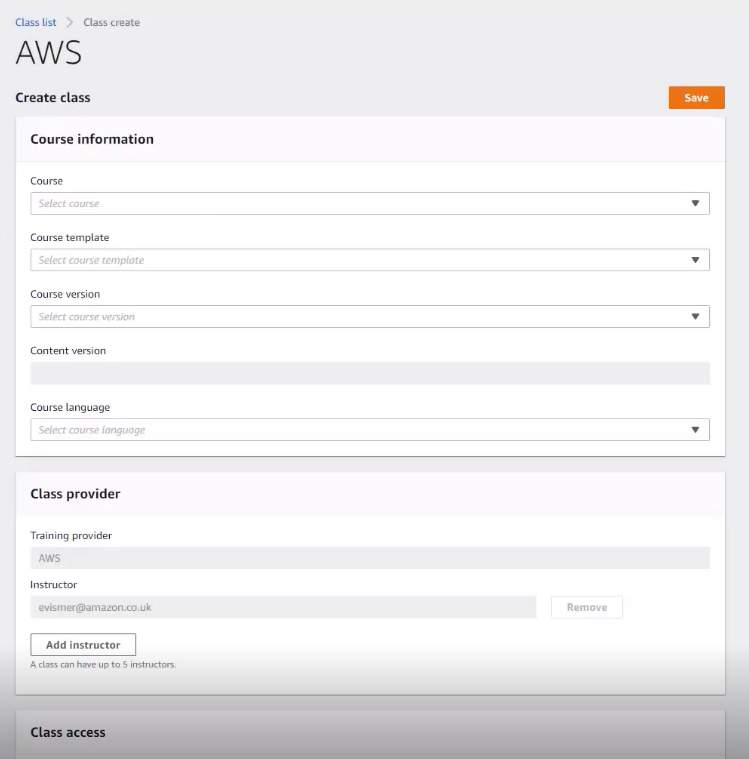 Class list > Class create
AWS
Create class
Save
Course information
Course
Select course
Course template
Select course template
Course version
Select course version
Content version
Course language
Select course language
Class provider
Training provider
AWS
Instructor
evismer@amazon.co.uk
Remove
Add instructor
A class can have up to 5 instructors.
Class access